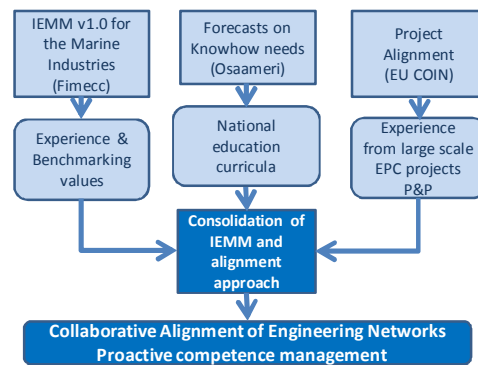 IEMM v1.0 for
the Marine
Industries
(Fimecc)
Forecasts on
Knowhow needs
(Osaameri)
Project
Alignment
(EU COIN)
Experience &
Benchmarking
values
National
education
curricula
Experience
from large scale
EPC projects
P&P
Consolidation of
IEMM and
alignment
approach
Collaborative Alignment of Engineering Networks
Proactive competence management